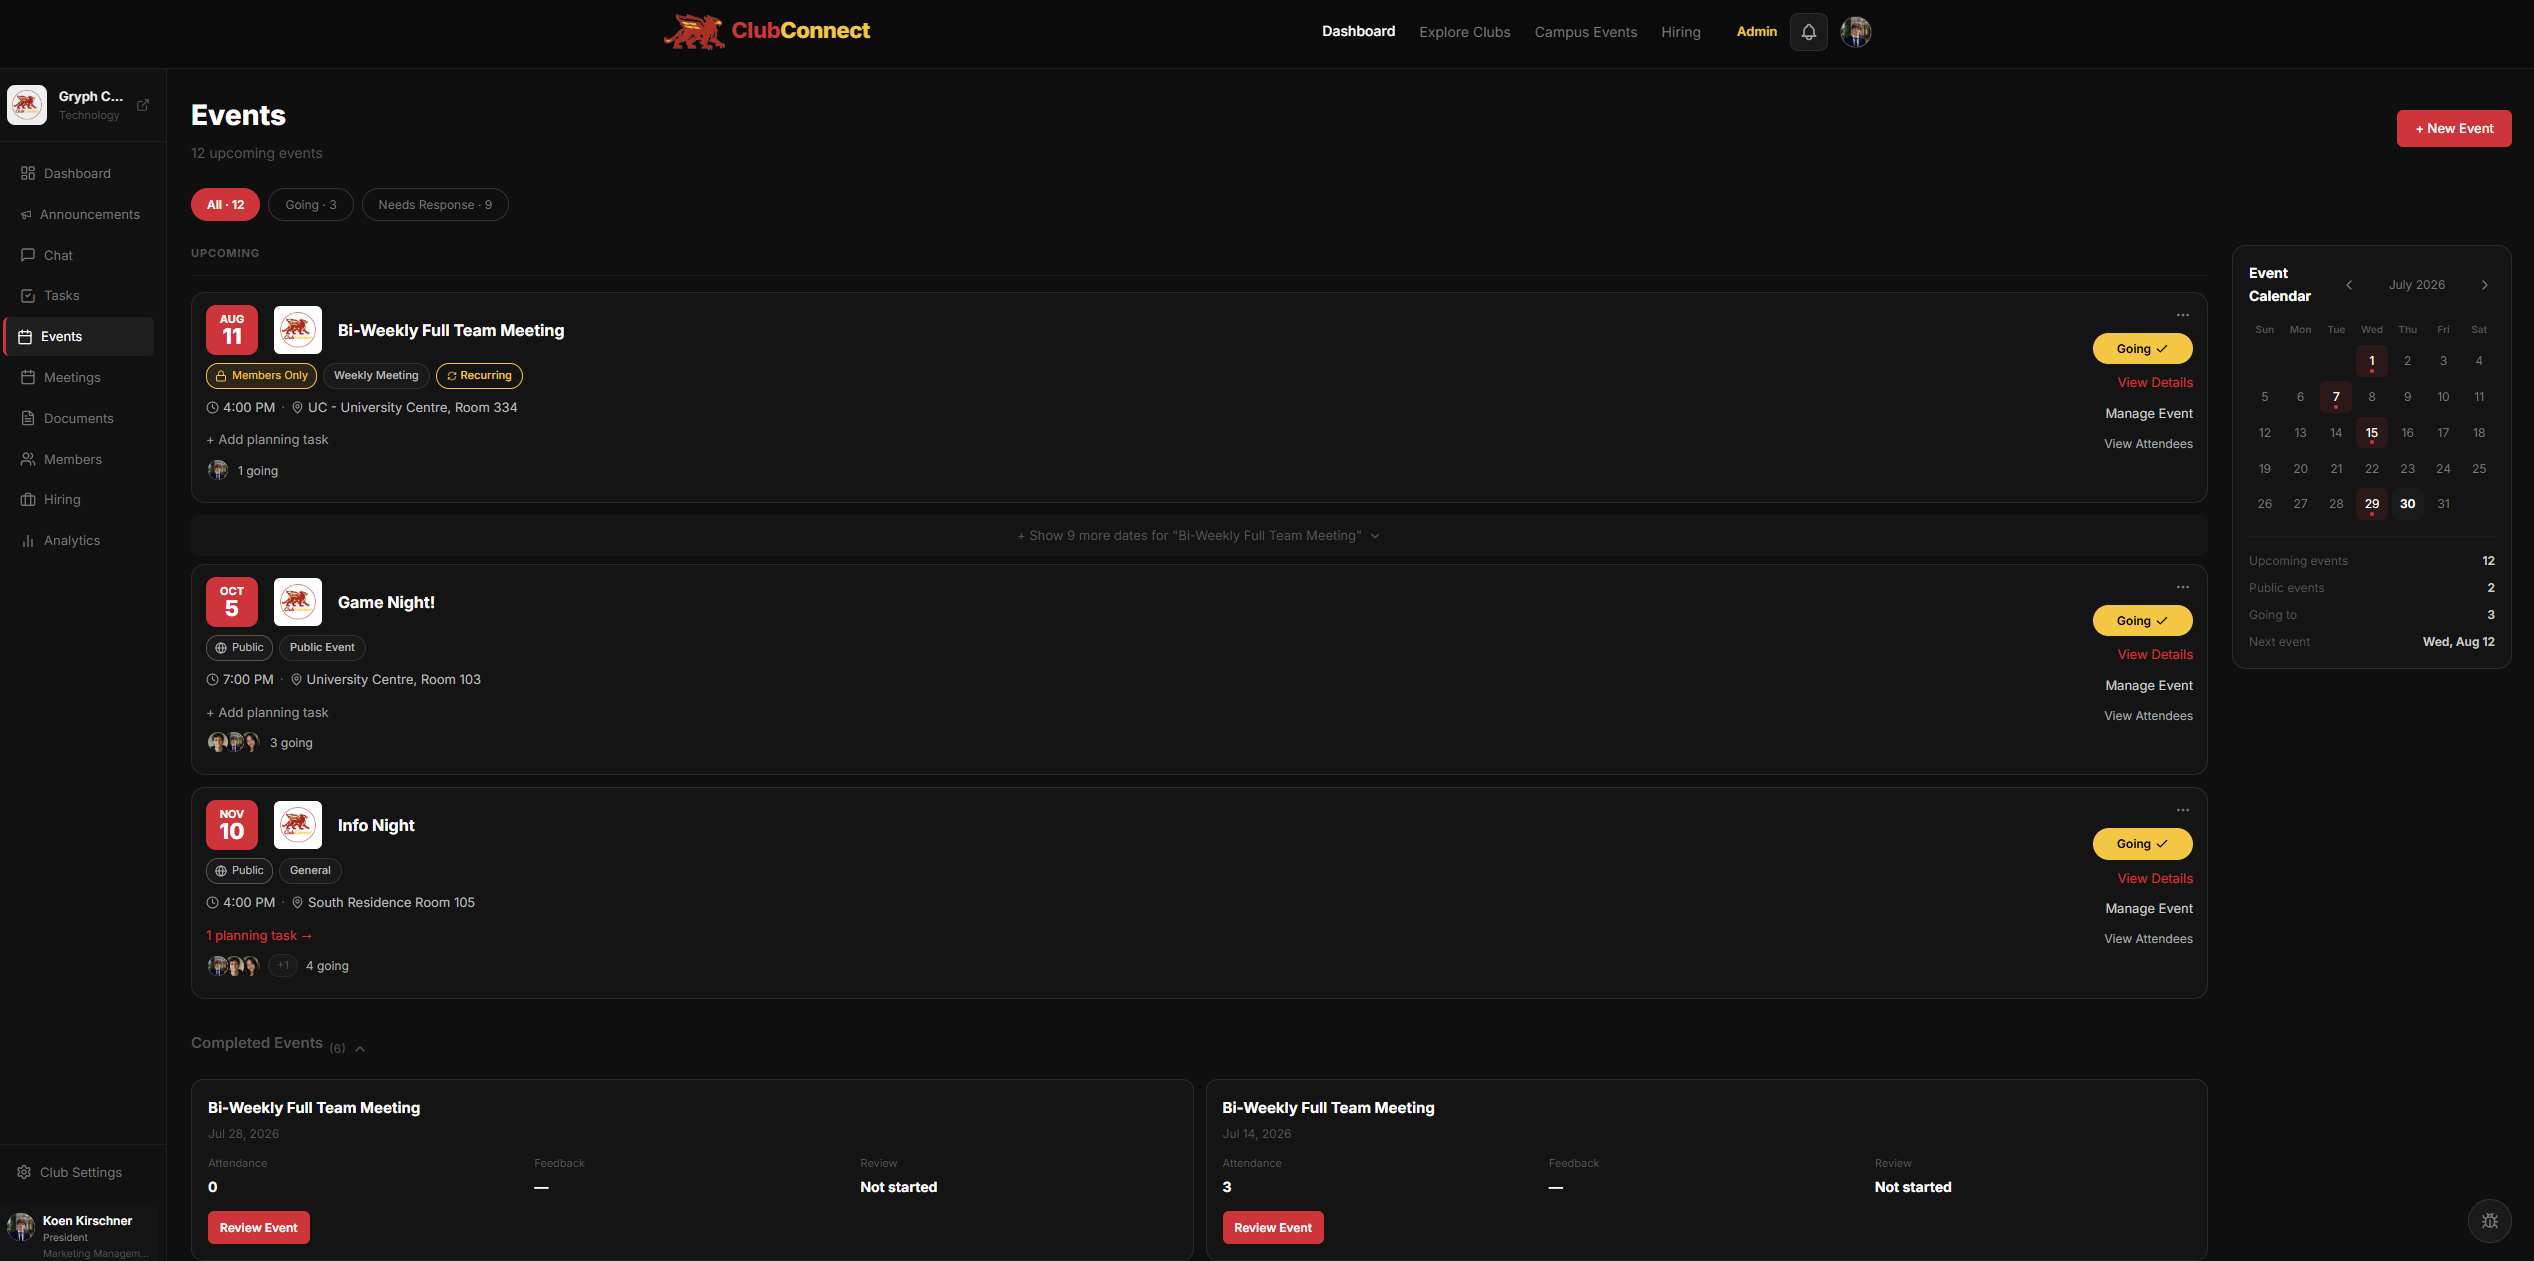 ClubConnect
Dashboard
Explore Clubs
Campus Events
Hiring
Admin
Gryph C...
Technology
Dashboard
Announcements
Chat
Tasks
Events
Meetings
Documents
Members
Hiring
Analytics
Club Settings
Koen Kirschner
President
Marketing Managem...
Events
12 upcoming events
+ New Event
All · 12
Going · 3
Needs Response · 9
UPCOMING
AUG
11
Bi-Weekly Full Team Meeting
Members Only
Weekly Meeting
Recurring
4:00 PM · UC - University Centre, Room 334
+ Add planning task
1 going
Going
View Details
Manage Event
View Attendees
+ Show 9 more dates for "Bi-Weekly Full Team Meeting"
OCT
5
Game Night!
Public
Public Event
7:00 PM · University Centre, Room 103
+ Add planning task
3 going
Going
View Details
Manage Event
View Attendees
NOV
10
Info Night
Public
General
4:00 PM · South Residence Room 105
1 planning task →
+1
4 going
Going
View Details
Manage Event
View Attendees
Completed Events (6)
Bi-Weekly Full Team Meeting
Jul 28, 2026
Attendance
Feedback
Review
0
—
Not started
Review Event
Bi-Weekly Full Team Meeting
Jul 14, 2026
Attendance
Feedback
Review
3
—
Not started
Review Event
Event
Calendar
July 2026
Sun Mon Tue Wed Thu Fri Sat
1 2 3 4
5 6 7 8 9 10 11
12 13 14 15 16 17 18
19 20 21 22 23 24 25
26 27 28 29 30 31
Upcoming events 12
Public events 2
Going to 3
Next event Wed, Aug 12